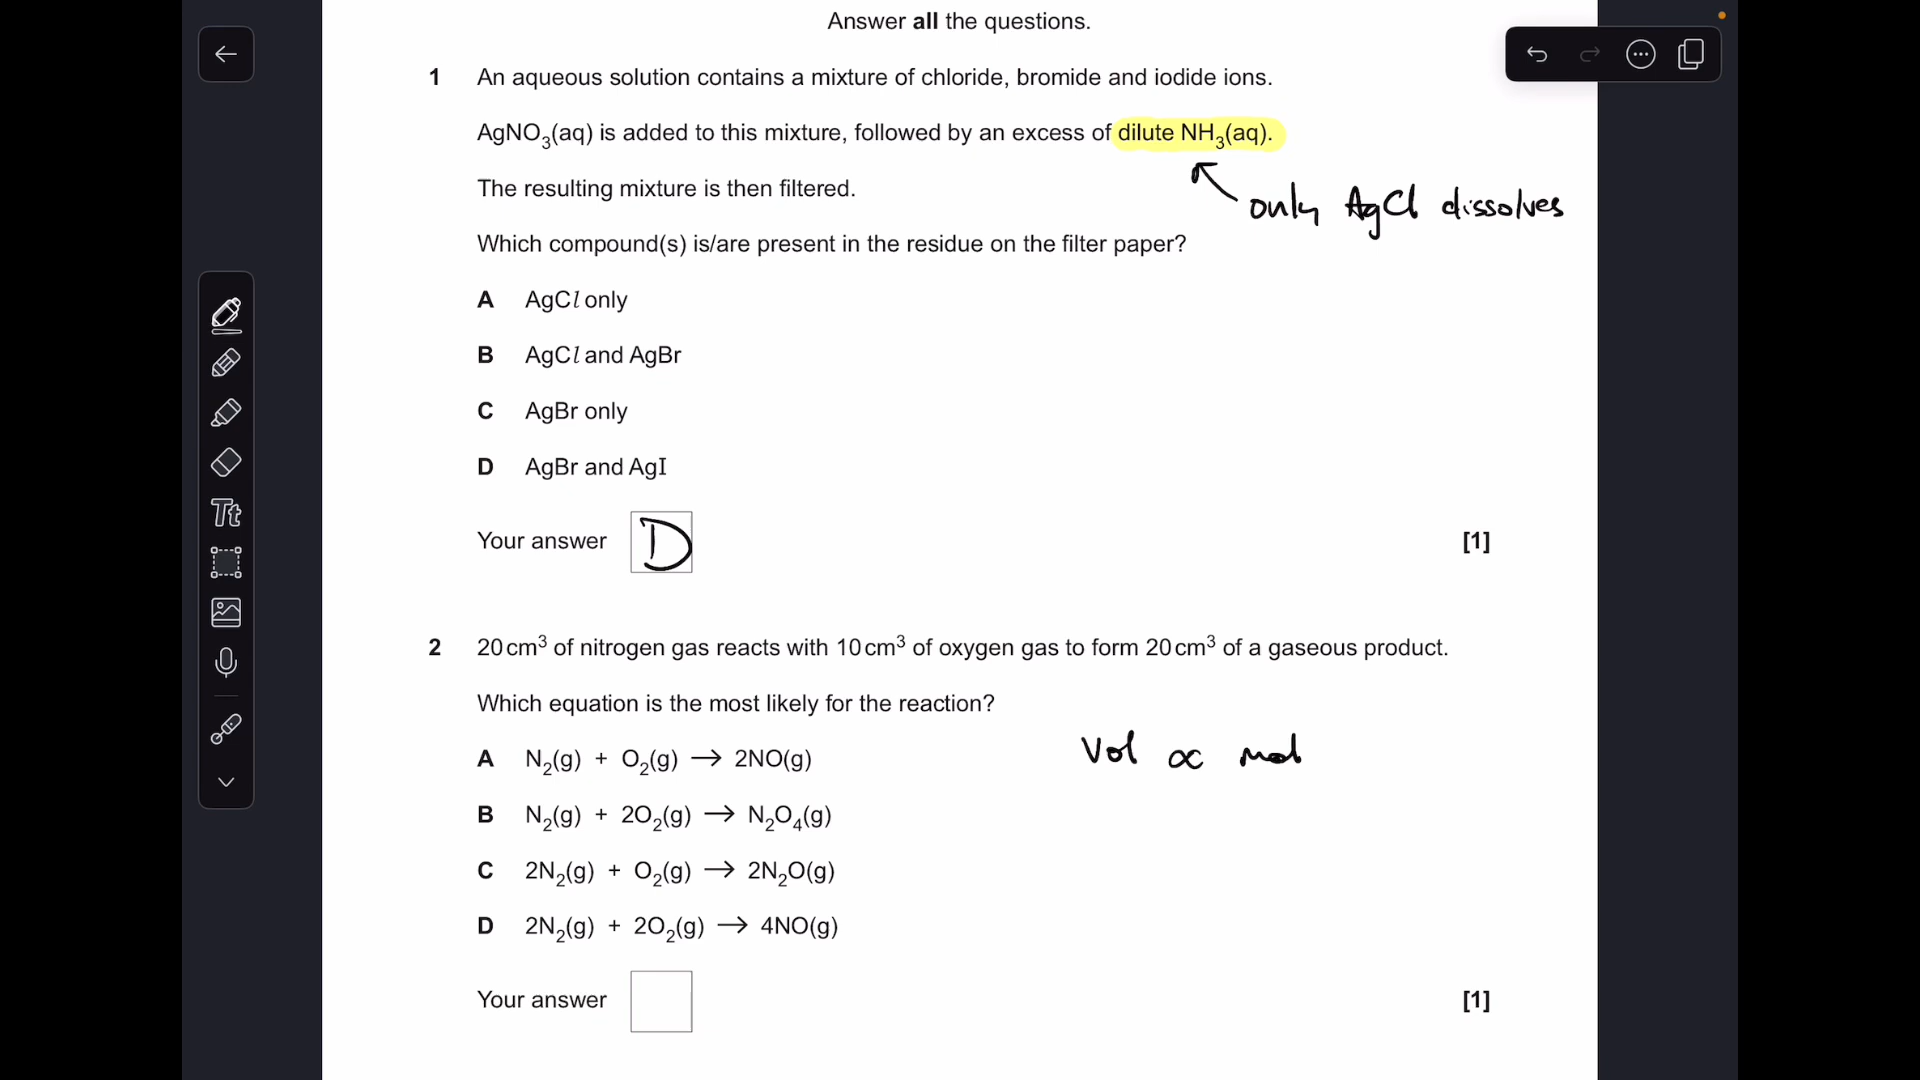 Answer all the questions.
1 An aqueous solution contains a mixture of chloride, bromide and iodide ions.
AgNO₃(aq) is added to this mixture, followed by an excess of dilute NH₃(aq).
only AgCl dissolves
The resulting mixture is then filtered.
Which compound(s) is/are present in the residue on the filter paper?
A AgCl only
B AgCl and AgBr
C AgBr only
D AgBr and AgI
Your answer D [1]
2 20 cm³ of nitrogen gas reacts with 10 cm³ of oxygen gas to form 20 cm³ of a gaseous product.
Which equation is the most likely for the reaction?
Vol ∝ mol
A N₂(g) + O₂(g) → 2NO(g)
B N₂(g) + 2O₂(g) → N₂O₄(g)
C 2N₂(g) + O₂(g) → 2N₂O(g)
D 2N₂(g) + 2O₂(g) → 4NO(g)
Your answer [1]
Tt